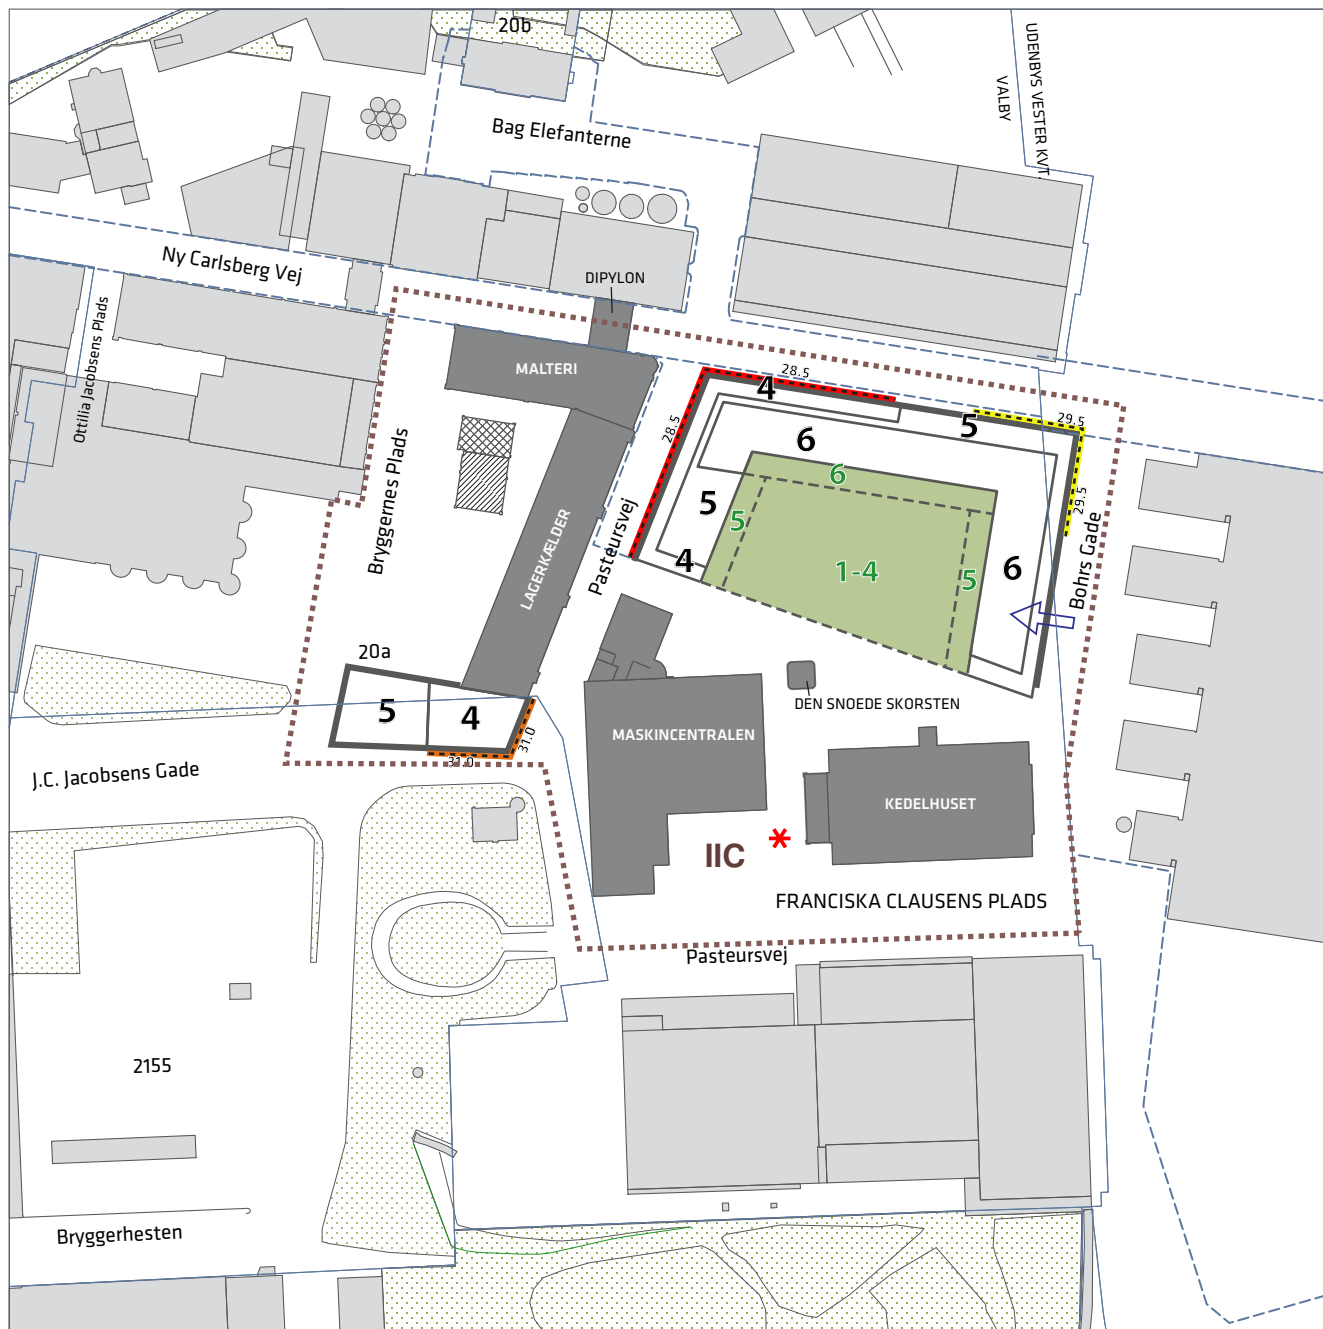 20b
UDENBYS VESTER KVT.
VALBY
Bag Elefanterne
Ny Carlsberg Vej
DIPYLON
Ottilia Jacobsens Plads
MALTERI
28.5
4
28.5
29.5
5
6
6
Bryggernes Plads
5
5
29.5
LAGERKÆLDER
Pasteursvej
4
1-4
5
6
Bohrs Gade
20a
5
4
31.0
31.0
DEN SNOEDE SKORSTEN
MASKINCENTRALEN
J.C. Jacobsens Gade
KEDELHUSET
*
IIC
FRANCISKA CLAUSENS PLADS
Pasteursvej
2155
Bryggerhesten